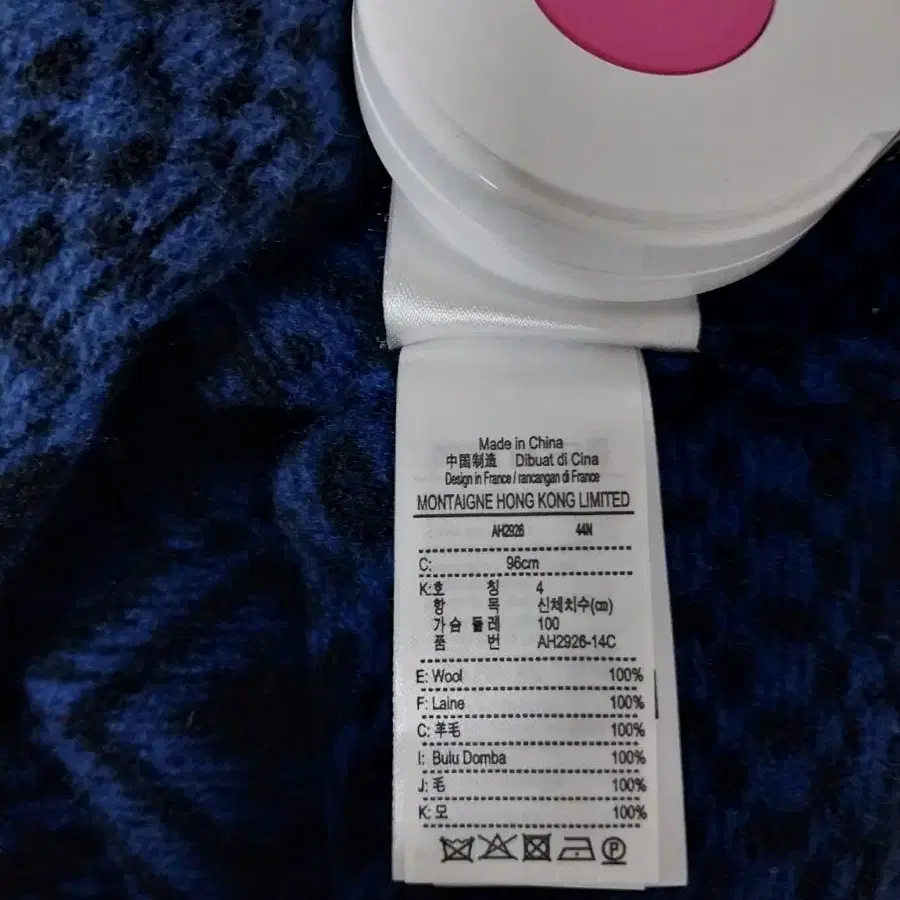 Made in China
中国制造 Dibuat di Cina
Design in France / rancangan di France
MONTAIGNE HONG KONG LIMITED
AH2926 44N
C: 96cm
K:호 칭 4
항 목 신체치수(cm)
가슴 둘레 100
품 번 AH2926-14C
E: Wool 100%
F: Laine 100%
C: 羊毛 100%
I: Bulu Domba 100%
J: 毛 100%
K: 모 100%
P